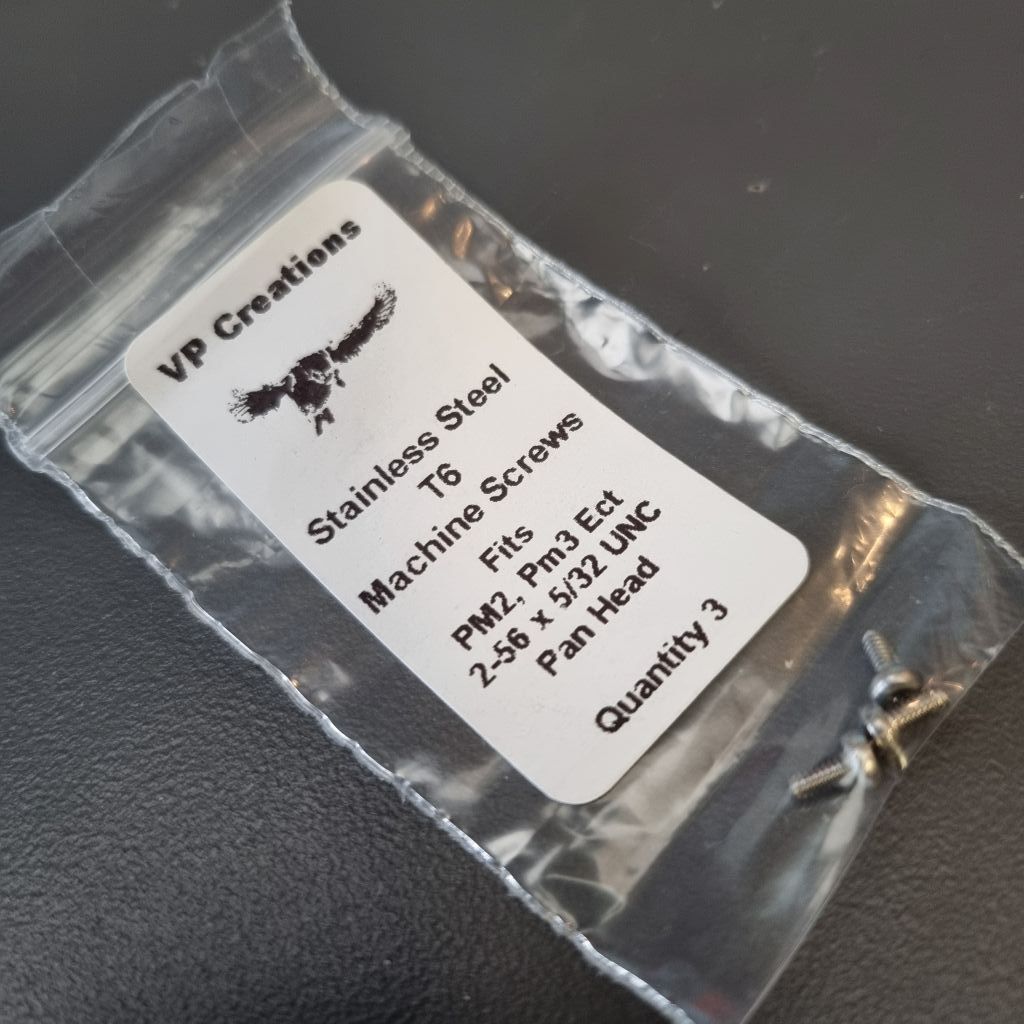 VP Creations
Stainless Steel
T6
Machine Screws
Fits
PM2, Pm3 Ect
2-56 x 5/32 UNC
Pan Head
Quantity 3